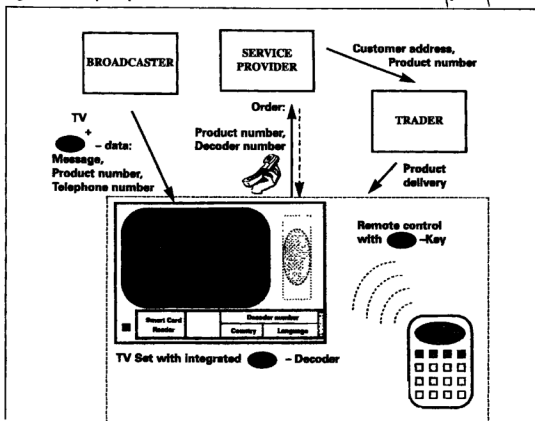 BROADCASTER
SERVICE
PROVIDER
Customer address,
Product number
TRADER
TV
+
– data:
Message,
Product number,
Telephone number
Order:
Product number,
Decoder number
Product
delivery
Remote control
with –Key
Smart Card
Reader
Decoder number
Country Language
TV Set with integrated – Decoder